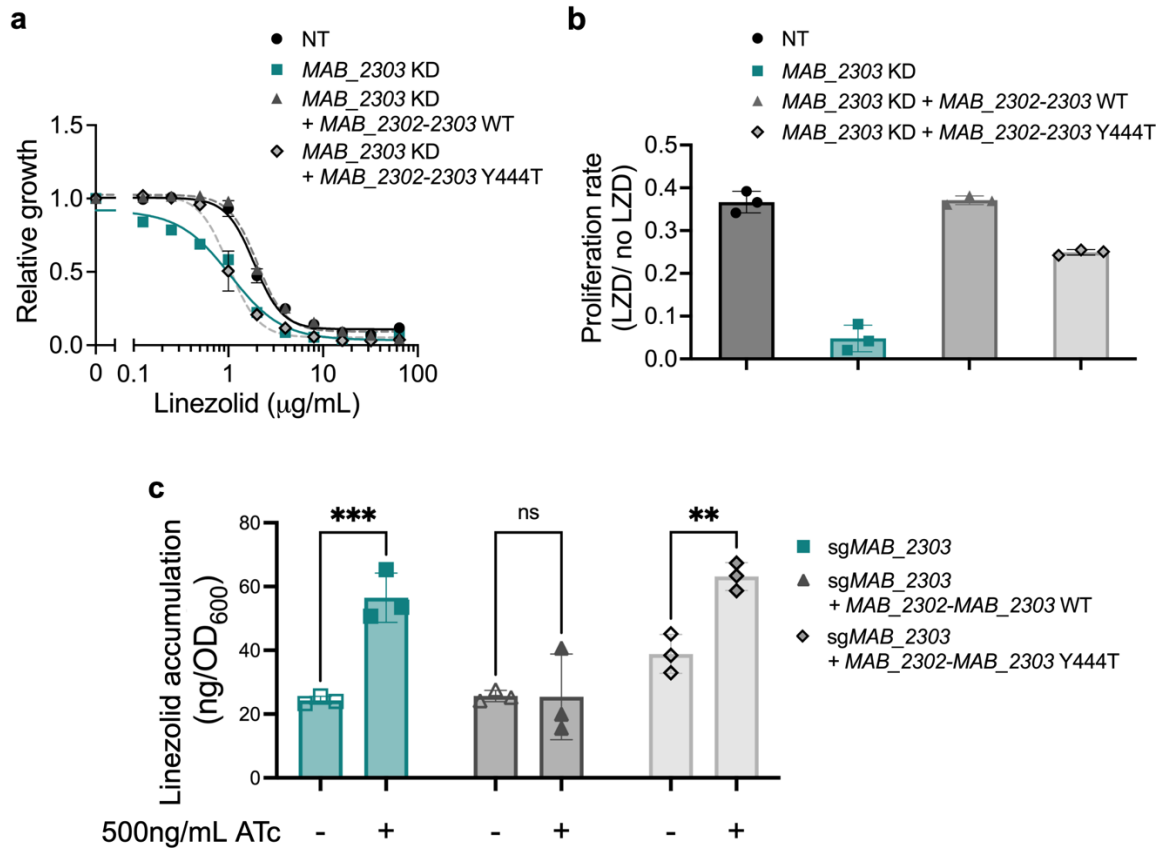 a
NT
MAB_2303 KD
MAB_2303 KD
+ MAB_2302-2303 WT
MAB_2303 KD
+ MAB_2302-2303 Y444T
Relative growth
1.5
1.0
0.5
0.0
0 0.1 1 10 100
Linezolid (μg/mL)
b
NT
MAB_2303 KD
MAB_2303 KD + MAB_2302-2303 WT
MAB_2303 KD + MAB_2302-2303 Y444T
Proliferation rate
(LZD/ no LZD)
0.5
0.4
0.3
0.2
0.1
0.0
c
Linezolid accumulation
(ng/OD600)
80
60
40
20
0
*** ns **
sgMAB_2303
sgMAB_2303
+ MAB_2302-MAB_2303 WT
sgMAB_2303
+ MAB_2302-MAB_2303 Y444T
500ng/mL ATc - + - + - +